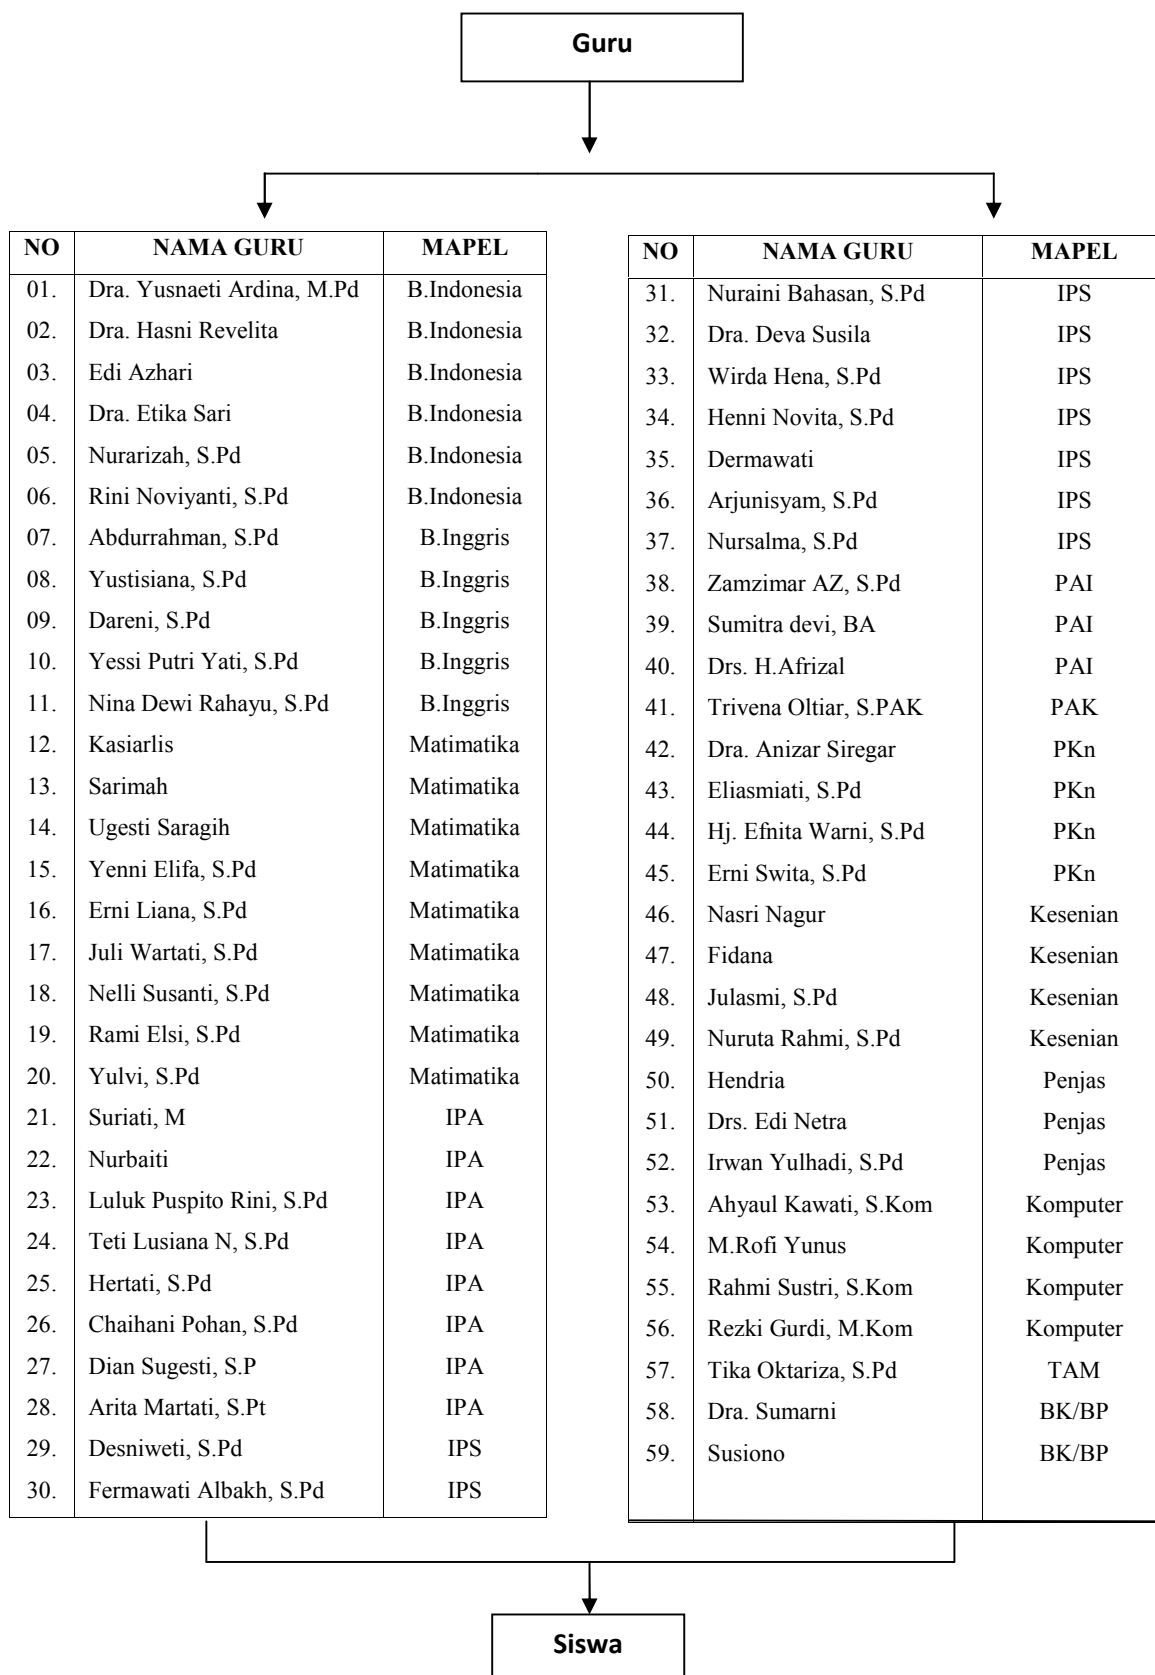 Guru
NO NAMA GURU MAPEL
01. Dra. Yusnaeti Ardina, M.Pd B.Indonesia
02. Dra. Hasni Revelita B.Indonesia
03. Edi Azhari B.Indonesia
04. Dra. Etika Sari B.Indonesia
05. Nurarizah, S.Pd B.Indonesia
06. Rini Noviyanti, S.Pd B.Indonesia
07. Abdurrahman, S.Pd B.Inggris
08. Yustisiana, S.Pd B.Inggris
09. Dareni, S.Pd B.Inggris
10. Yessi Putri Yati, S.Pd B.Inggris
11. Nina Dewi Rahayu, S.Pd B.Inggris
12. Kasiarlis Matimatika
13. Sarimah Matimatika
14. Ugesti Saragih Matimatika
15. Yenni Elifa, S.Pd Matimatika
16. Erni Liana, S.Pd Matimatika
17. Juli Wartati, S.Pd Matimatika
18. Nelli Susanti, S.Pd Matimatika
19. Rami Elsi, S.Pd Matimatika
20. Yulvi, S.Pd Matimatika
21. Suriati, M IPA
22. Nurbaiti IPA
23. Luluk Puspito Rini, S.Pd IPA
24. Teti Lusiana N, S.Pd IPA
25. Hertati, S.Pd IPA
26. Chaihani Pohan, S.Pd IPA
27. Dian Sugesti, S.P IPA
28. Arita Martati, S.Pt IPA
29. Desniweti, S.Pd IPS
30. Fermawati Albakh, S.Pd IPS
NO NAMA GURU MAPEL
31. Nuraini Bahasan, S.Pd IPS
32. Dra. Deva Susila IPS
33. Wirda Hena, S.Pd IPS
34. Henni Novita, S.Pd IPS
35. Dermawati IPS
36. Arjunisyam, S.Pd IPS
37. Nursalma, S.Pd IPS
38. Zamzimar AZ, S.Pd PAI
39. Sumitra devi, BA PAI
40. Drs. H.Afrizal PAI
41. Trivena Oltiar, S.PAK PAK
42. Dra. Anizar Siregar PKn
43. Eliasmiati, S.Pd PKn
44. Hj. Efnita Warni, S.Pd PKn
45. Erni Swita, S.Pd PKn
46. Nasri Nagur Kesenian
47. Fidana Kesenian
48. Julasmi, S.Pd Kesenian
49. Nuruta Rahmi, S.Pd Kesenian
50. Hendria Penjas
51. Drs. Edi Netra Penjas
52. Irwan Yulhadi, S.Pd Penjas
53. Ahyaul Kawati, S.Kom Komputer
54. M.Rofi Yunus Komputer
55. Rahmi Sustri, S.Kom Komputer
56. Rezki Gurdi, M.Kom Komputer
57. Tika Oktariza, S.Pd TAM
58. Dra. Sumarni BK/BP
59. Susiono BK/BP
Siswa